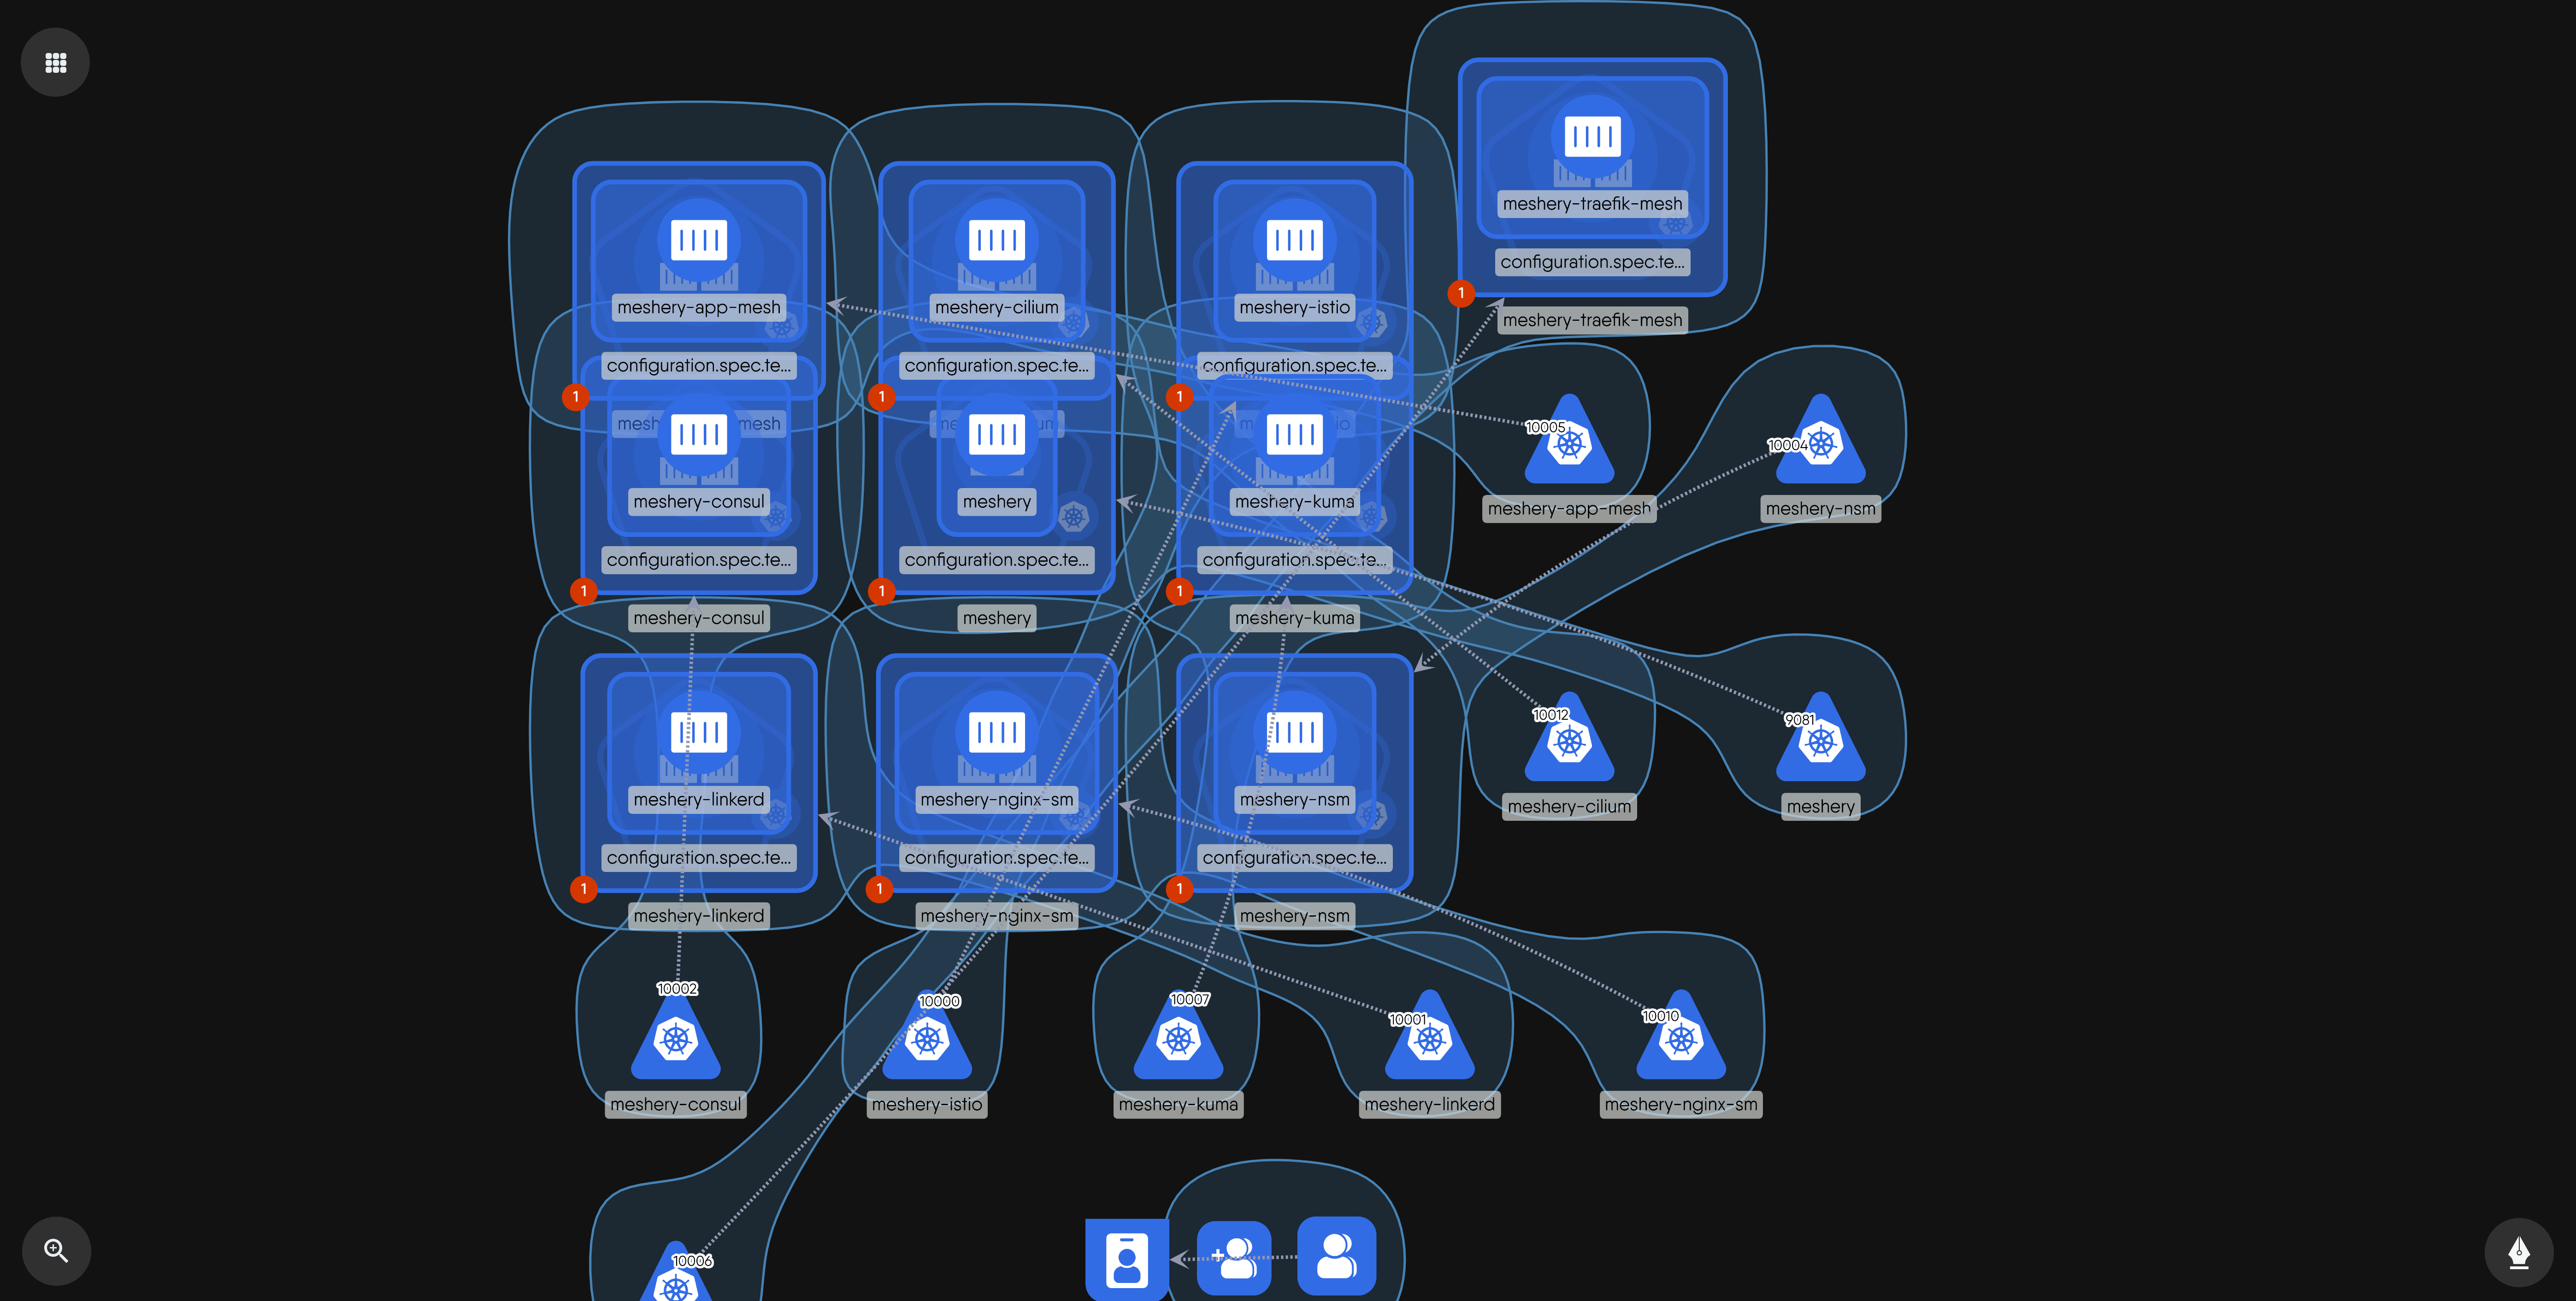 meshery-traefik-mesh
configuration.spec.te...
1
meshery-traefik-mesh
meshery-app-mesh
meshery-cilium
meshery-istio
configuration.spec.te...
configuration.spec.te...
configuration.spec.te...
1
1
1
mesh
mesh
10005
10004
meshery-consul
meshery
meshery-kuma
meshery-app-mesh
meshery-nsm
configuration.spec.te...
configuration.spec.te...
configuration.spec.te...
1
1
1
meshery-consul
meshery
meshery-kuma
10012
9081
meshery-linkerd
meshery-nginx-sm
meshery-nsm
meshery-cilium
meshery
configuration.spec.te...
configuration.spec.te...
configuration.spec.te...
1
1
1
meshery-linkerd
meshery-nginx-sm
meshery-nsm
10002
10000
10007
10001
10010
meshery-consul
meshery-istio
meshery-kuma
meshery-linkerd
meshery-nginx-sm
10006